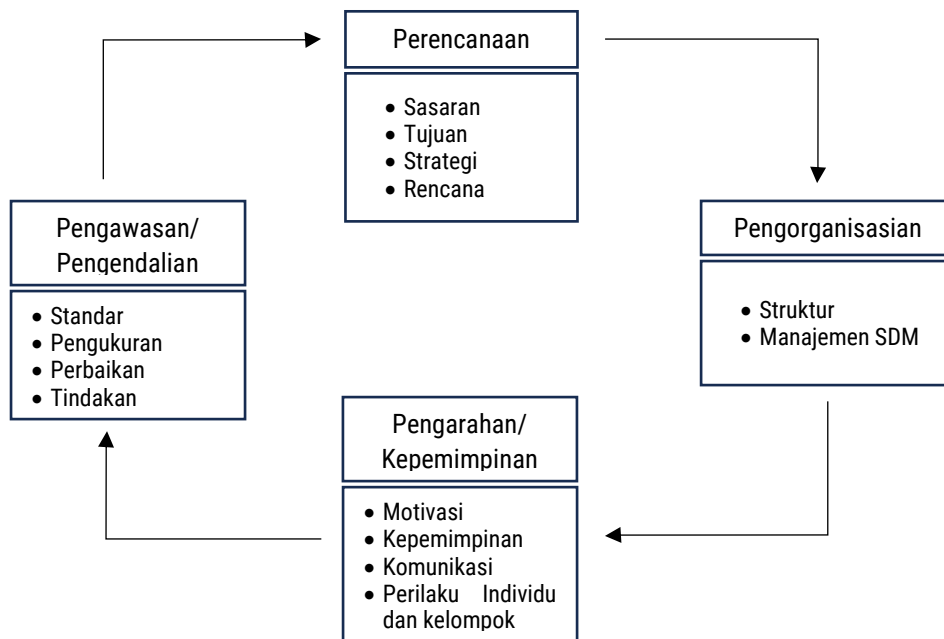 Perencanaan
• Sasaran
• Tujuan
• Strategi
• Rencana
Pengorganisasian
• Struktur
• Manajemen SDM
Pengarahan/
Kepemimpinan
• Motivasi
• Kepemimpinan
• Komunikasi
• Perilaku Individu
dan kelompok
Pengawasan/
Pengendalian
• Standar
• Pengukuran
• Perbaikan
• Tindakan